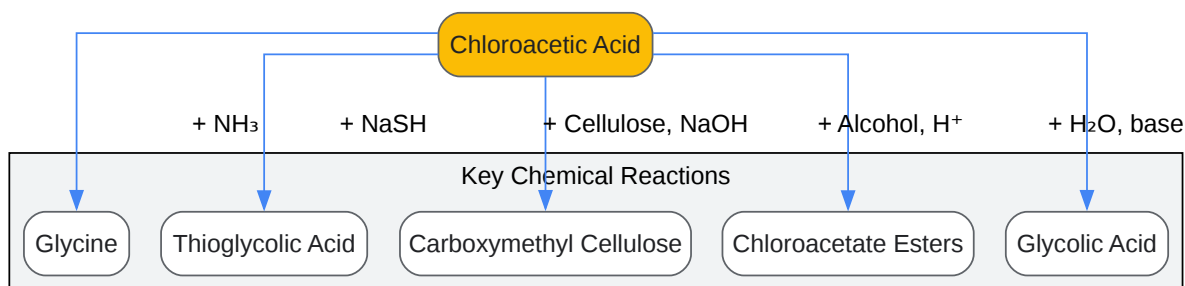 Chloroacetic Acid
+ NH₃
+ NaSH
+ Cellulose, NaOH
+ Alcohol, H⁺
+ H₂O, base
Key Chemical Reactions
Glycine
Thioglycolic Acid
Carboxymethyl Cellulose
Chloroacetate Esters
Glycolic Acid